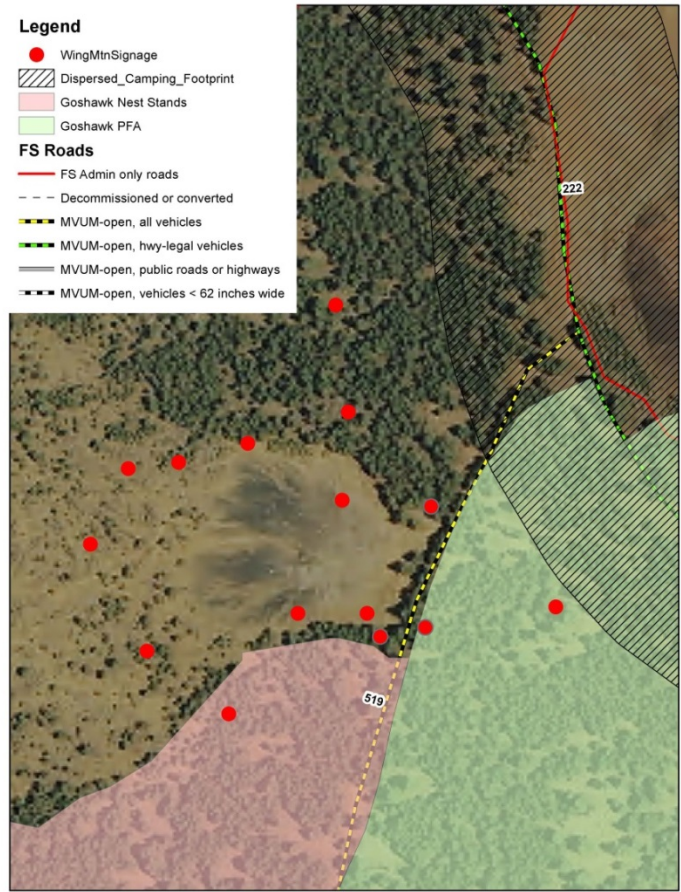 Legend
WingMtnSignage
Dispersed_Camping_Footprint
Goshawk Nest Stands
Goshawk PFA
FS Roads
FS Admin only roads
Decommissioned or converted
MVUM-open, all vehicles
MVUM-open, hwy-legal vehicles
MVUM-open, public roads or highways
MVUM-open, vehicles < 62 inches wide
222
519